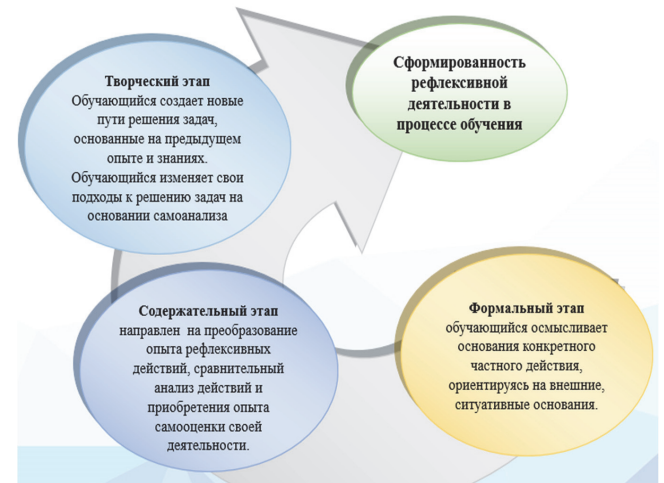 Творческий этап
Обучающийся создает новые
пути решения задач,
основанные на предыдущем
опыте и знаниях.
Обучающийся изменяет свои
подходы к решению задач на
основании самоанализа
Сформированность
рефлексивной
деятельности в
процессе обучения
Содержательный этап
направлен на преобразование
опыта рефлексивных
действий, сравнительный
анализ действий и
приобретения опыта
самооценки своей
деятельности.
Формальный этап
обучающийся осмысливает
основания конкретного
частного действия,
ориентируясь на внешние,
ситуативные основания.